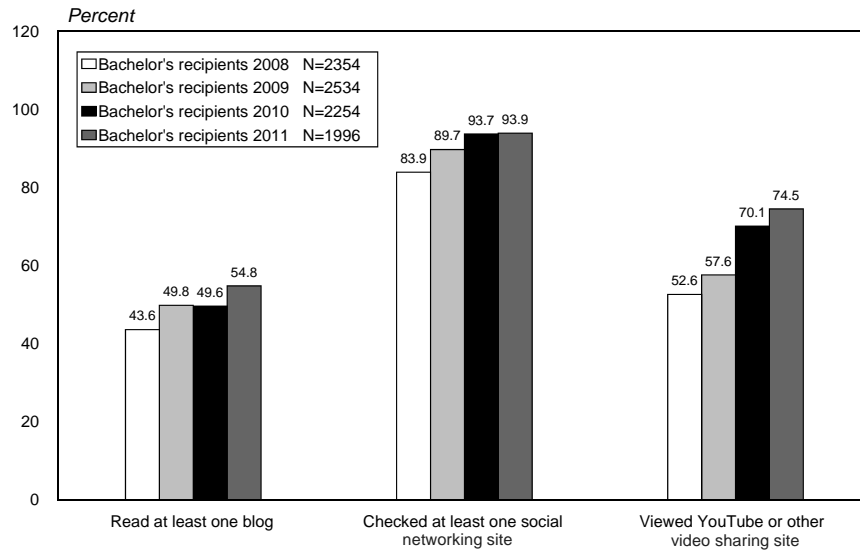 Percent
120
100
80
60
40
20
0
Bachelor's recipients 2008 N=2354
Bachelor's recipients 2009 N=2534
Bachelor's recipients 2010 N=2254
Bachelor's recipients 2011 N=1996
43.6
49.8
49.6
54.8
83.9
89.7
93.7
93.9
52.6
57.6
70.1
74.5
Read at least one blog
Checked at least one social
networking site
Viewed YouTube or other
video sharing site